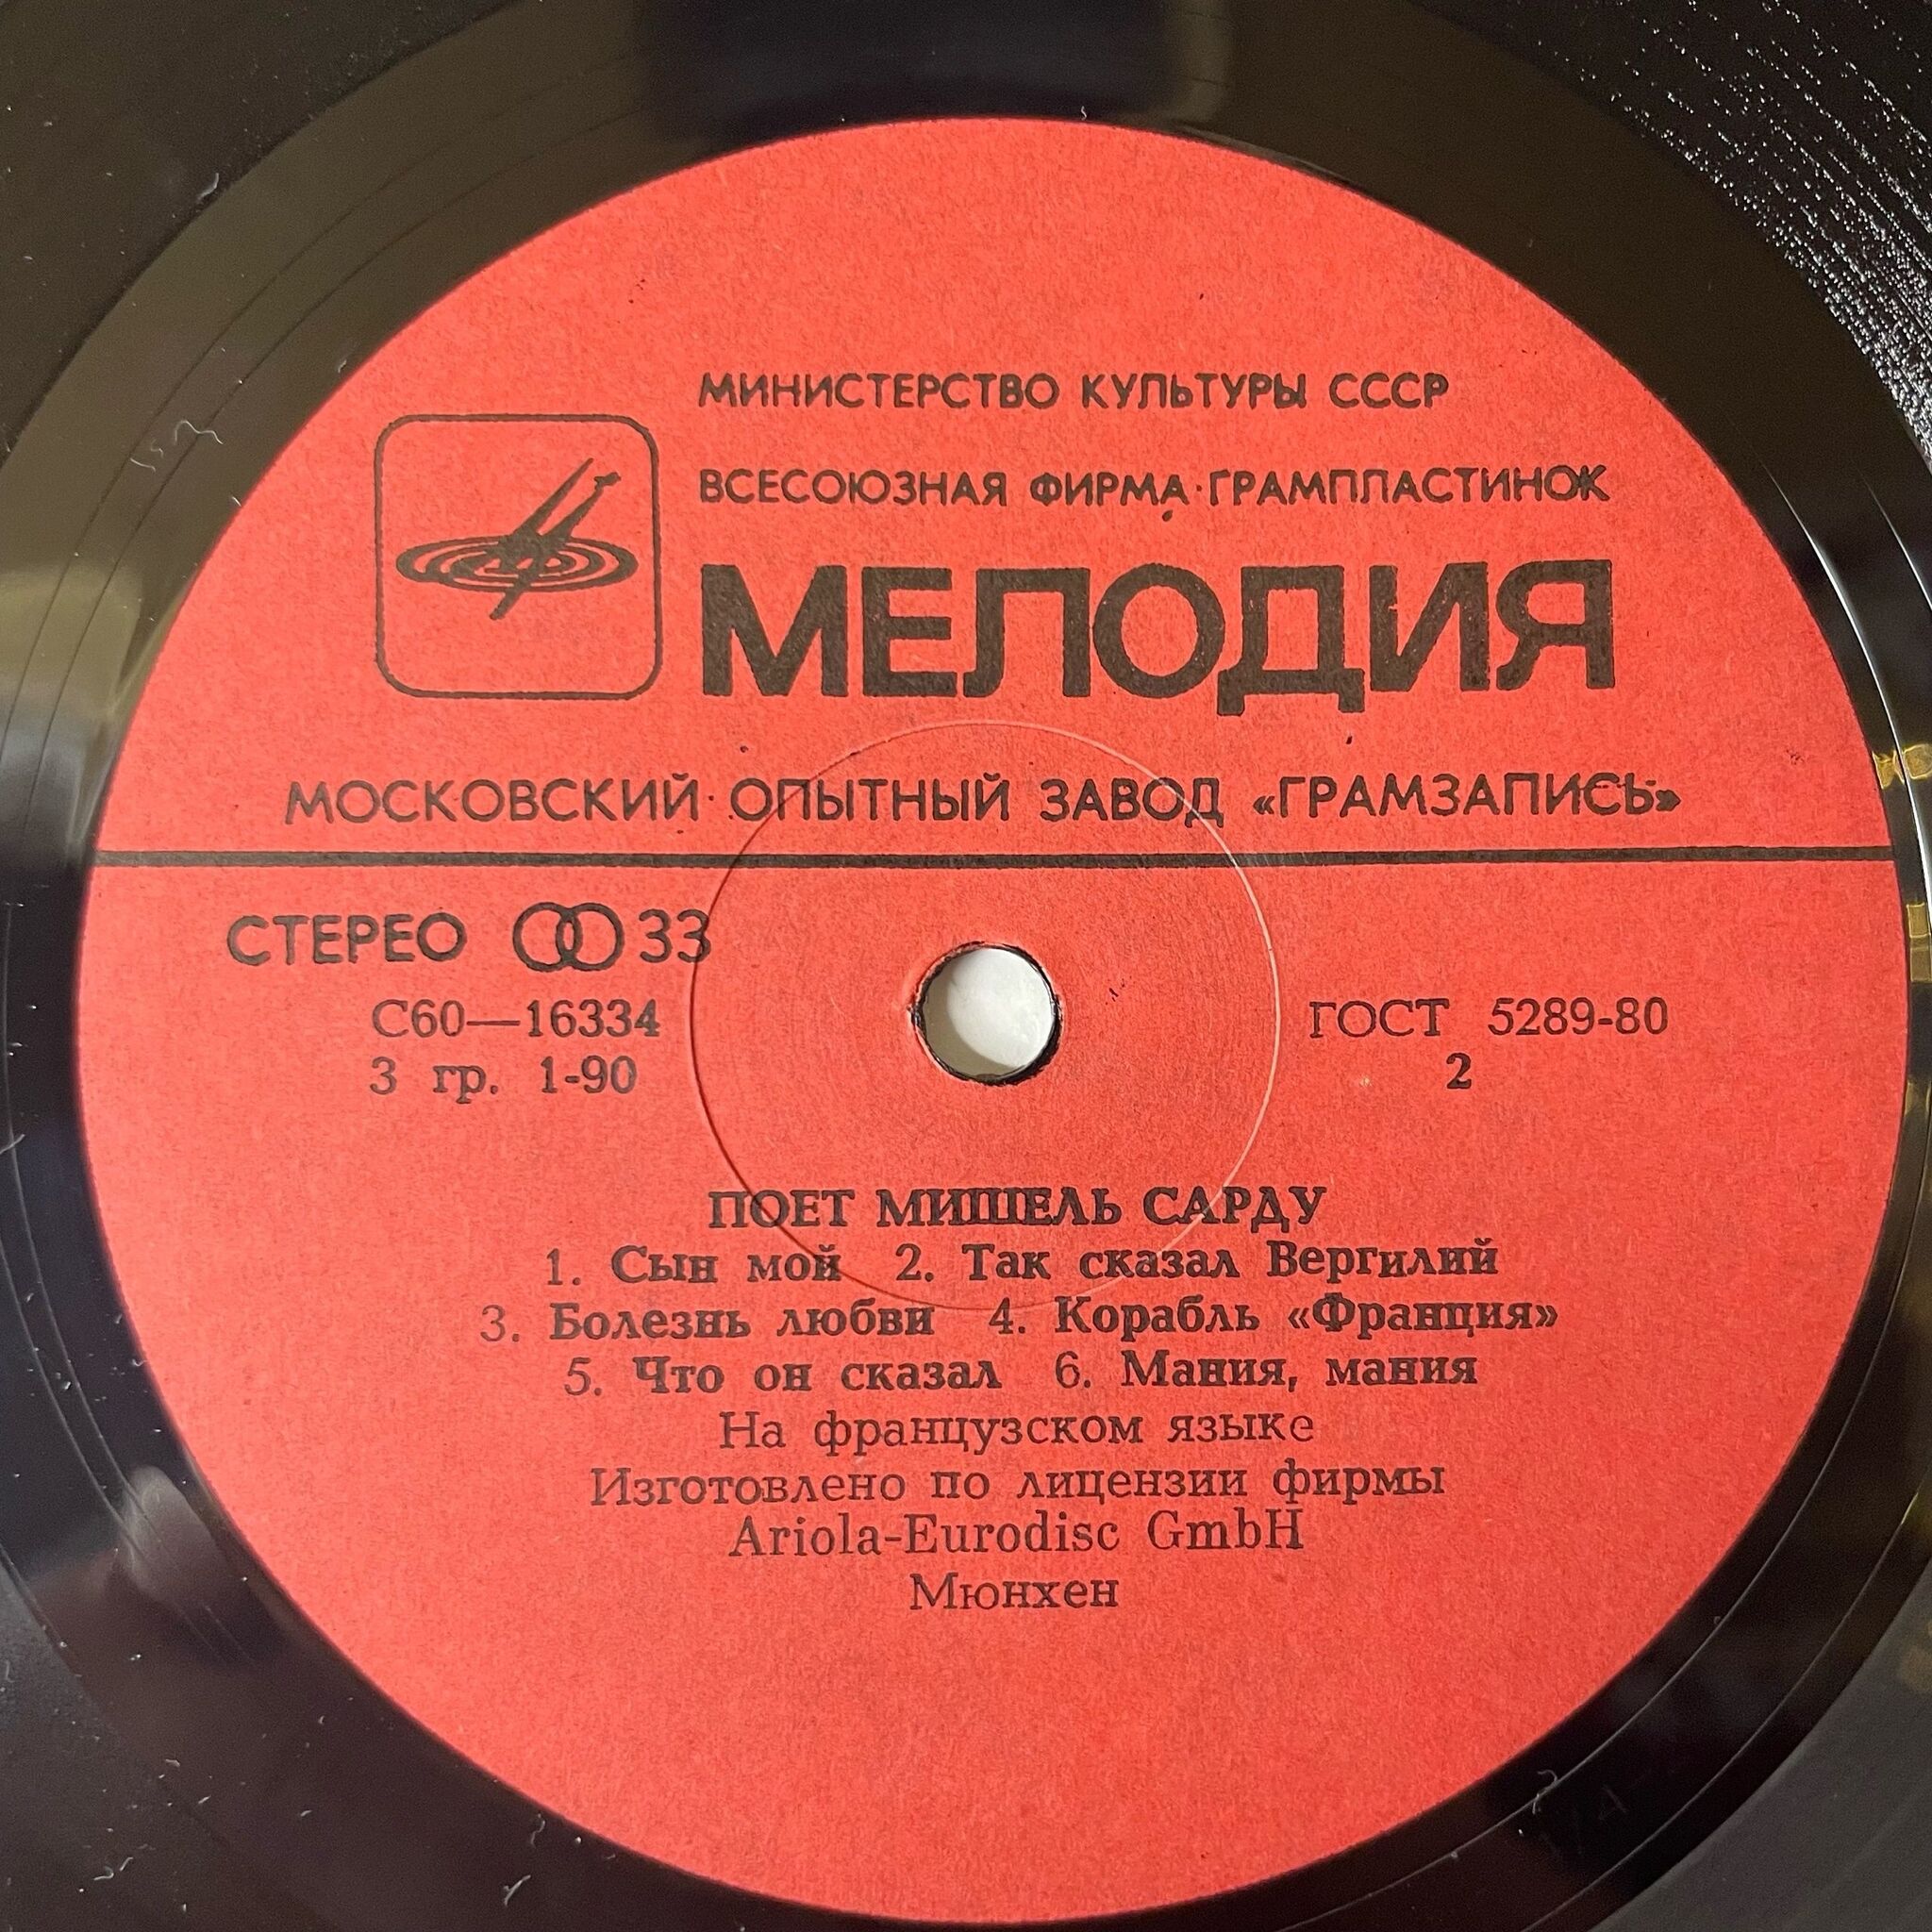 МИНИСТЕРСТВО КУЛЬТУРЫ СССР
ВСЕСОЮЗНАЯ ФИРМА ГРАМПЛАСТИНОК
МЕЛОДИЯ
МОСКОВСКИЙ ОПЫТНЫЙ ЗАВОД «ГРАМЗАПИСЬ»
СТЕРЕО 33
С60—16334 ГОСТ 5289-80
3 гр. 1-90 2
ПОЕТ МИШЕЛЬ САРДУ
1. Сын мой 2. Так сказал Вергилий
3. Болезнь любви 4. Корабль «Франция»
5. Что он сказал 6. Мания, мания
На французском языке
Изготовлено по лицензии фирмы
Ariola-Eurodisc GmbH
Мюнхен